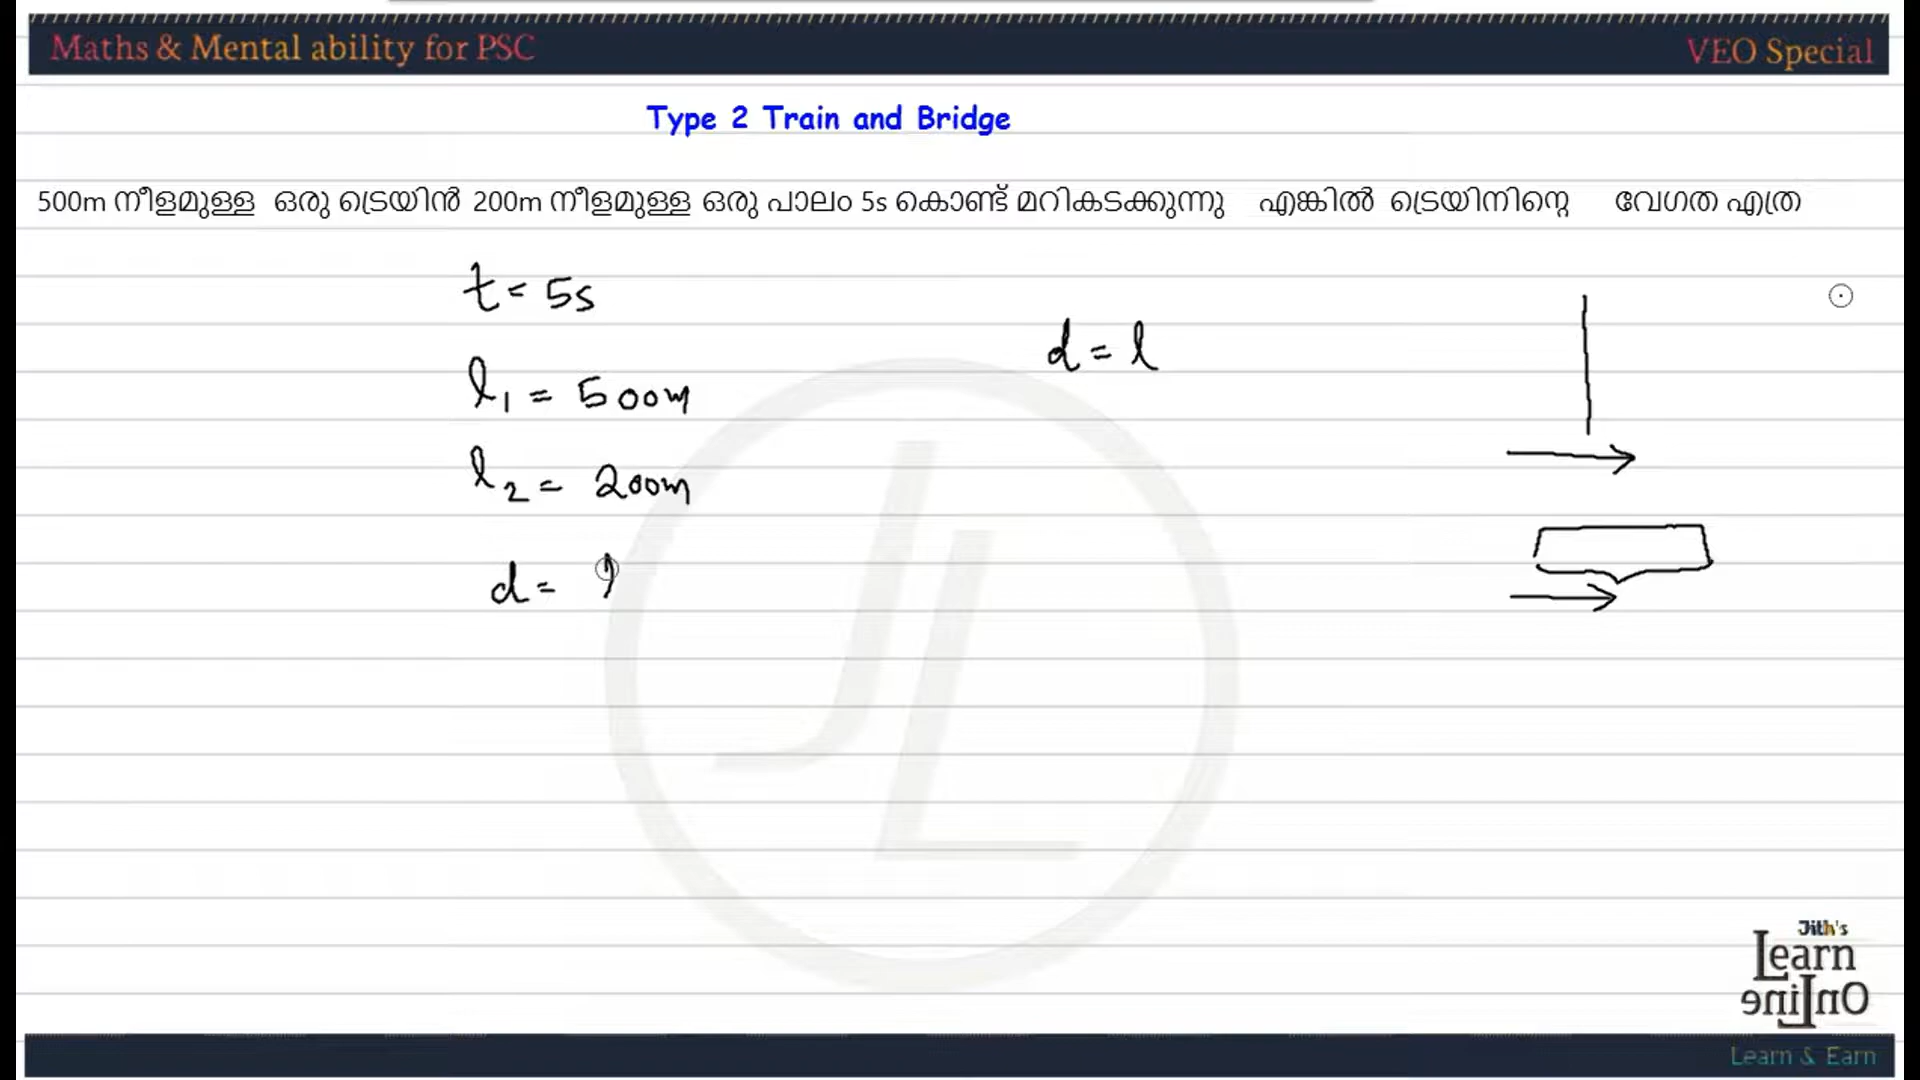 Maths & Mental ability for PSC
VEO Special
Type 2 Train and Bridge
500m നീളമുള്ള ഒരു ട്രെയിൻ 200m നീളമുള്ള ഒരു പാലം 5s കൊണ്ട് മറികടക്കുന്നു എങ്കിൽ ട്രെയിനിന്റെ വേഗത എത്ര
t = 5s
d = l
l₁ = 500m
l₂ = 200m
d =
JL
Jith's
Learn
OnLine
Learn & Earn